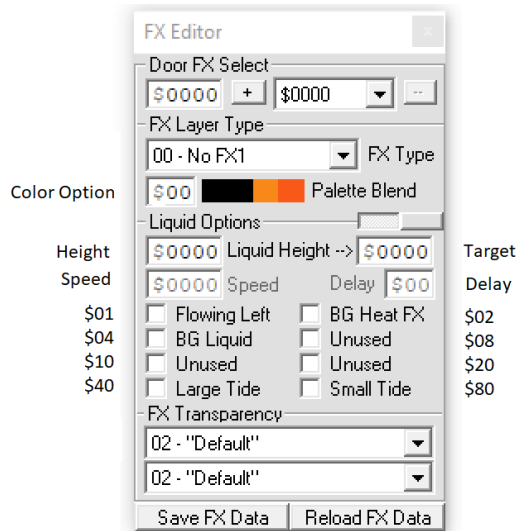 FX Editor x
Door FX Select
$0000 + $0000 --
FX Layer Type
00 - No FX1 FX Type
Color Option $00 Palette Blend
Liquid Options
Height $0000 Liquid Height --> $0000 Target
Speed $0000 Speed Delay $00 Delay
$01 Flowing Left BG Heat FX $02
$04 BG Liquid Unused $08
$10 Unused Unused $20
$40 Large Tide Small Tide $80
FX Transparency
02 - "Default"
02 - "Default"
Save FX Data Reload FX Data